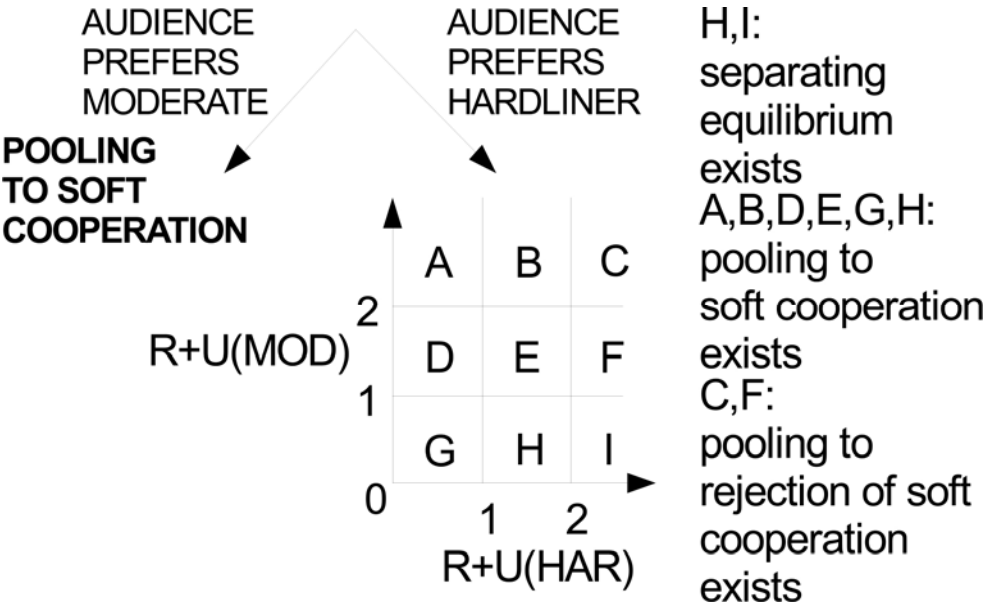 AUDIENCE
PREFERS
MODERATE
AUDIENCE
PREFERS
HARDLINER
POOLING
TO SOFT
COOPERATION
A B C
2
R+U(MOD)
D E F
1
G H I
0
1 2
R+U(HAR)
H,I:
separating
equilibrium
exists
A,B,D,E,G,H:
pooling to
soft cooperation
exists
C,F:
pooling to
rejection of soft
cooperation
exists